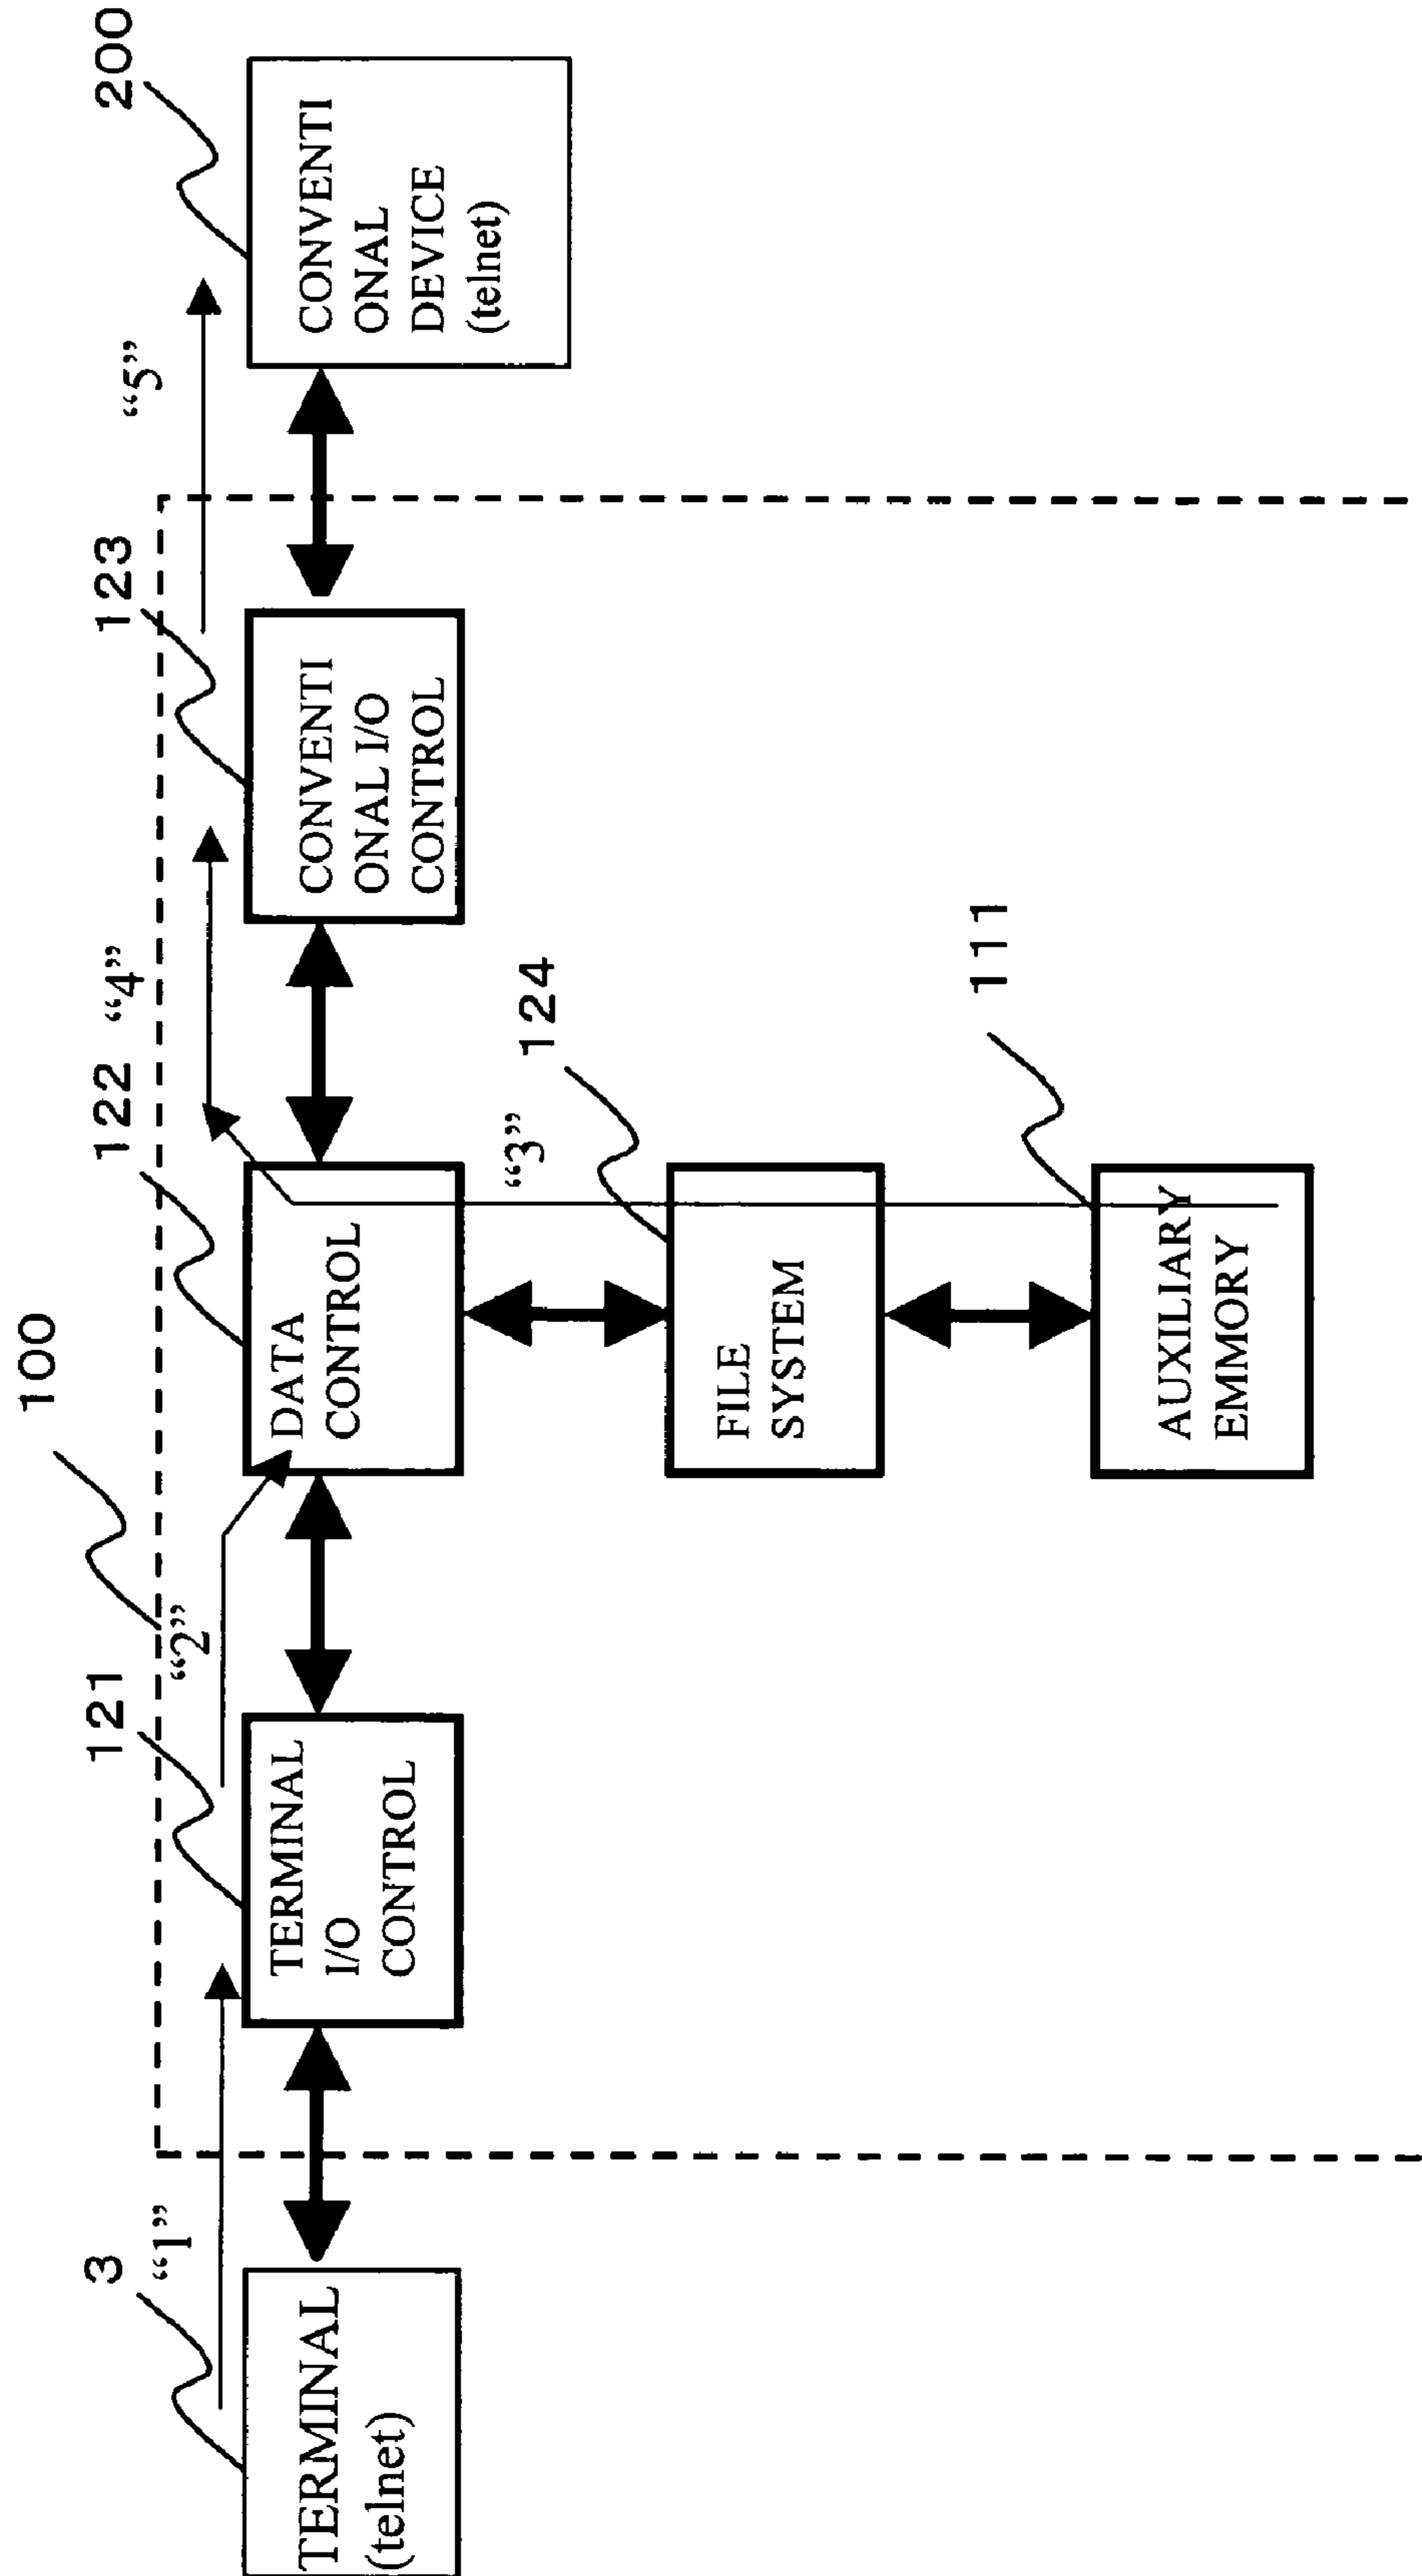 100
3
"1"
121
"2"
122
"4"
123
"5"
200
TERMINAL
(telnet)
TERMINAL
I/O
CONTROL
DATA
CONTROL
CONVENTI
ONAL I/O
CONTROL
CONVENTI
ONAL
DEVICE
(telnet)
"3"
124
FILE
SYSTEM
111
AUXILIARY
EMMORY